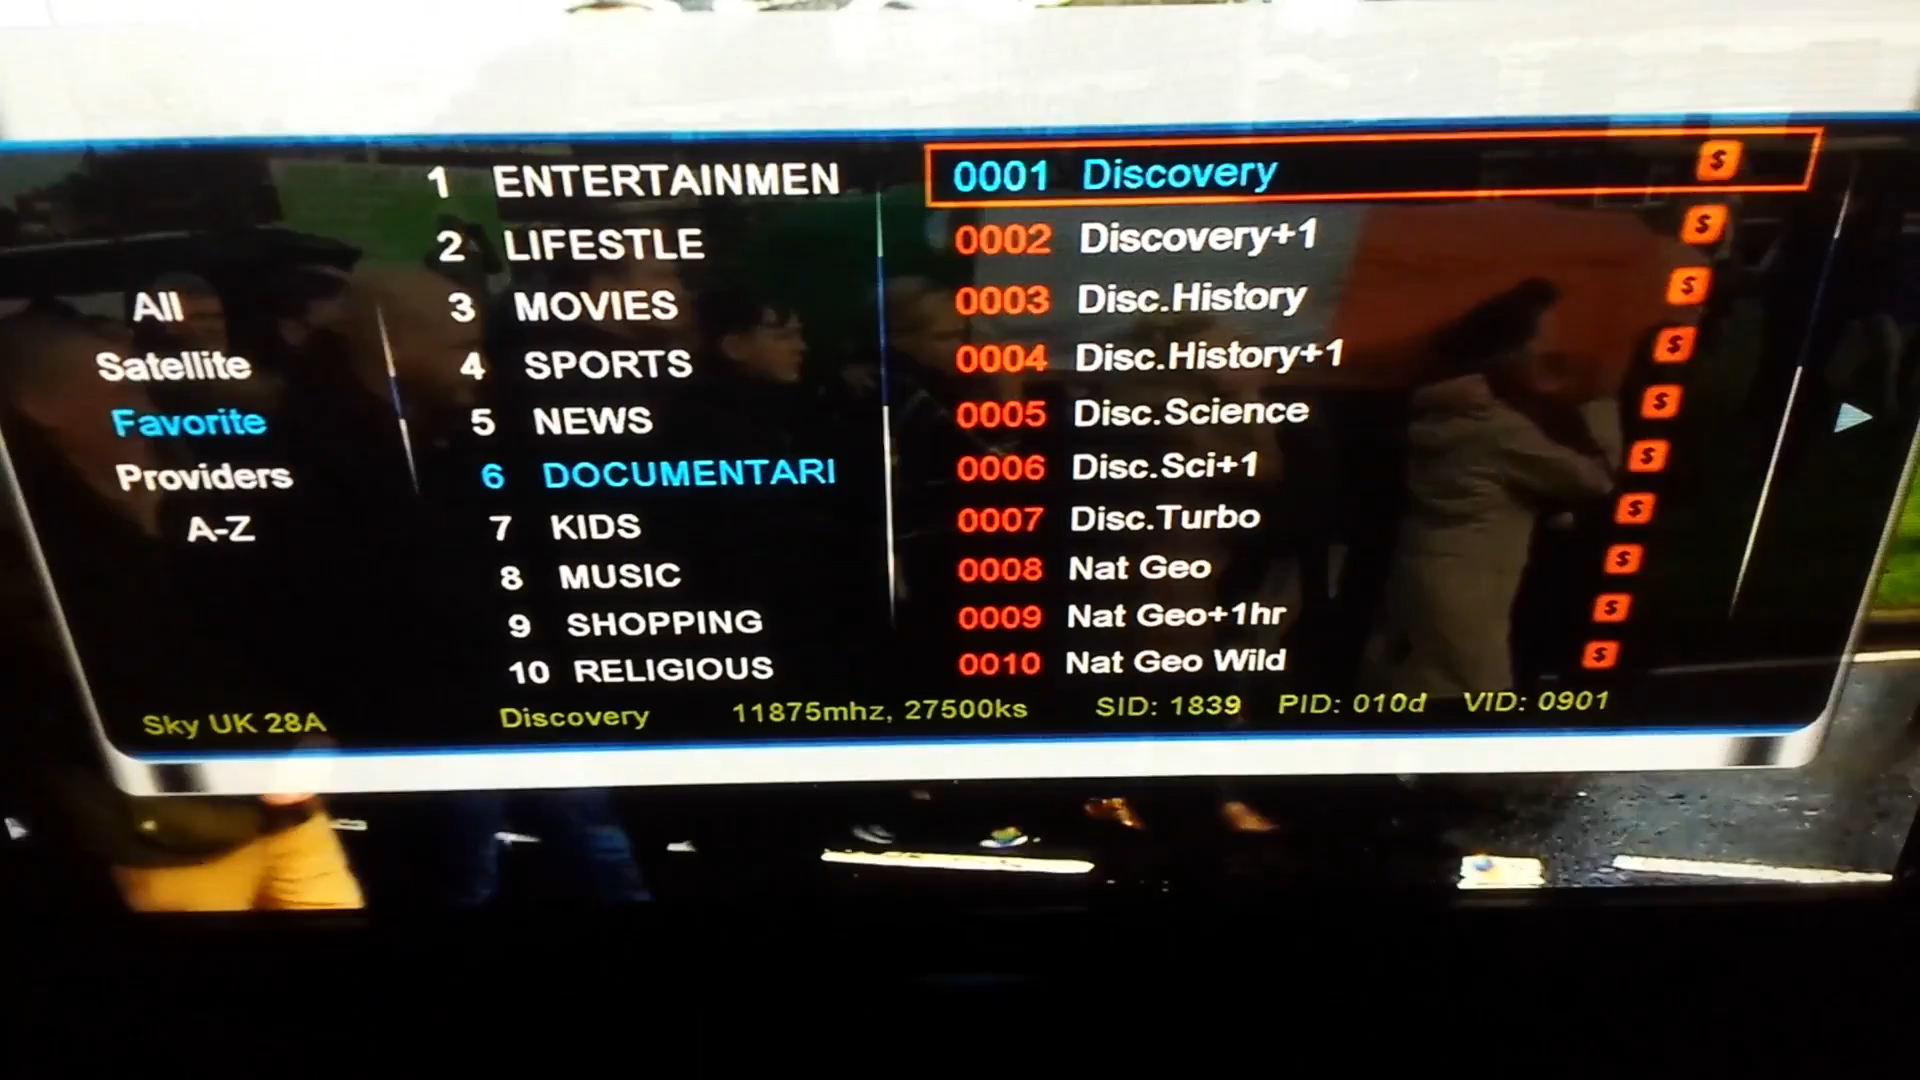 All
Satellite
Favorite
Providers
A-Z
1 ENTERTAINMEN
2 LIFESTLE
3 MOVIES
4 SPORTS
5 NEWS
6 DOCUMENTARI
7 KIDS
8 MUSIC
9 SHOPPING
10 RELIGIOUS
0001 Discovery $
0002 Discovery+1 $
0003 Disc.History $
0004 Disc.History+1 $
0005 Disc.Science $
0006 Disc.Sci+1 $
0007 Disc.Turbo $
0008 Nat Geo $
0009 Nat Geo+1hr $
0010 Nat Geo Wild $
Sky UK 28A Discovery 11875mhz, 27500ks SID: 1839 PID: 010d VID: 0901